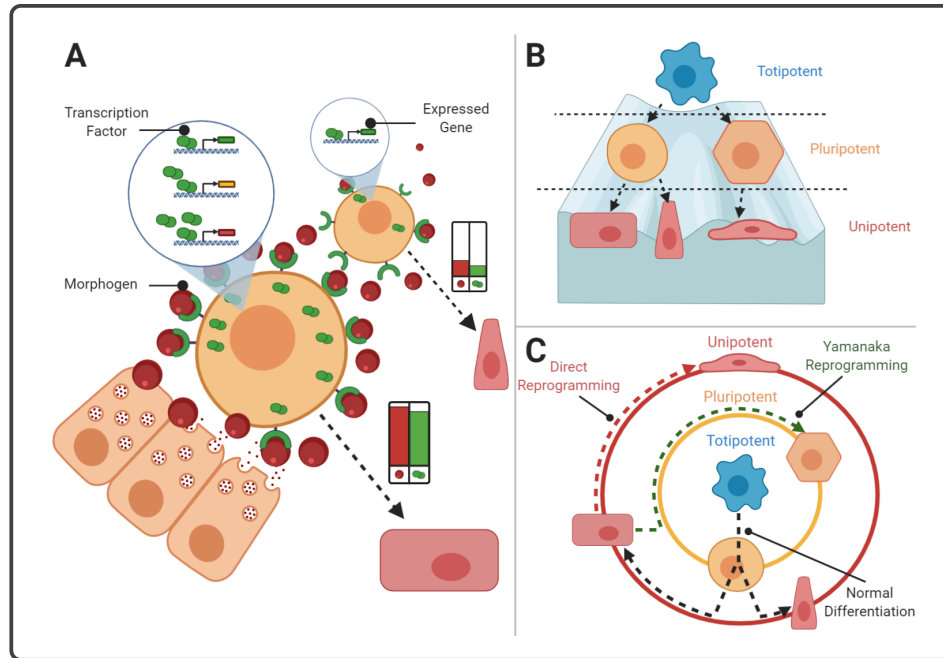 A
Transcription
Factor
Expressed
Gene
Morphogen
B
Totipotent
Pluripotent
Unipotent
C
Unipotent
Yamanaka
Reprogramming
Direct
Reprogramming
Pluripotent
Totipotent
Normal
Differentiation